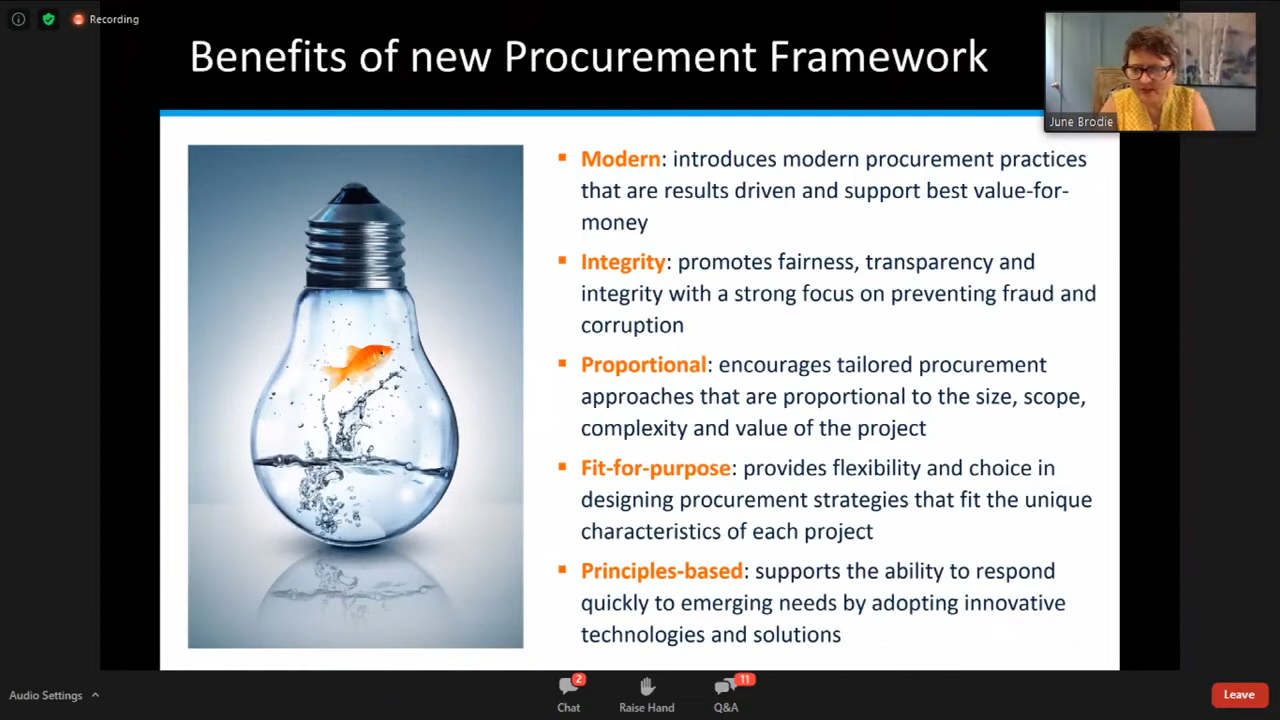 Recording
Benefits of new Procurement Framework
June Brodie
▪ Modern: introduces modern procurement practices
that are results driven and support best value-for-
money
▪ Integrity: promotes fairness, transparency and
integrity with a strong focus on preventing fraud and
corruption
▪ Proportional: encourages tailored procurement
approaches that are proportional to the size, scope,
complexity and value of the project
▪ Fit-for-purpose: provides flexibility and choice in
designing procurement strategies that fit the unique
characteristics of each project
▪ Principles-based: supports the ability to respond
quickly to emerging needs by adopting innovative
technologies and solutions
Audio Settings
2
Chat
Raise Hand
11
Q&A
Leave